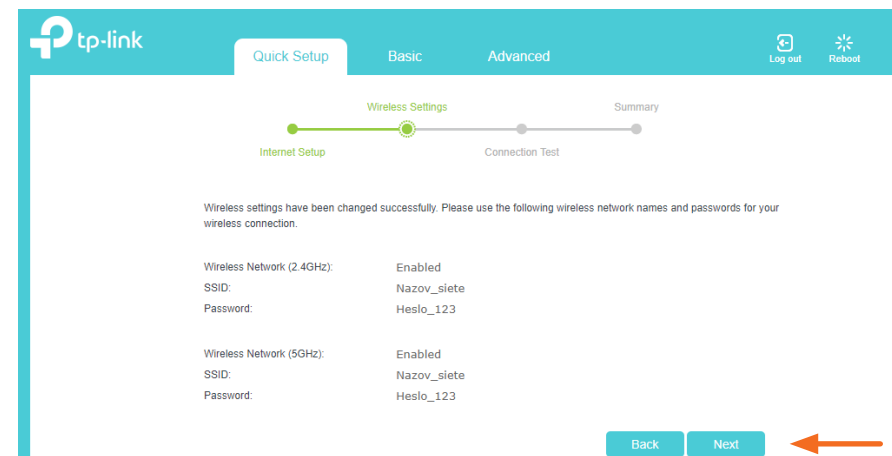 tp-link
Quick Setup
Basic
Advanced
Log out
Reboot
Wireless Settings
Summary
Internet Setup
Connection Test
Wireless settings have been changed successfully. Please use the following wireless network names and passwords for your
wireless connection.
Wireless Network (2.4GHz): Enabled
SSID: Nazov_siete
Password: Heslo_123
Wireless Network (5GHz): Enabled
SSID: Nazov_siete
Password: Heslo_123
Back
Next